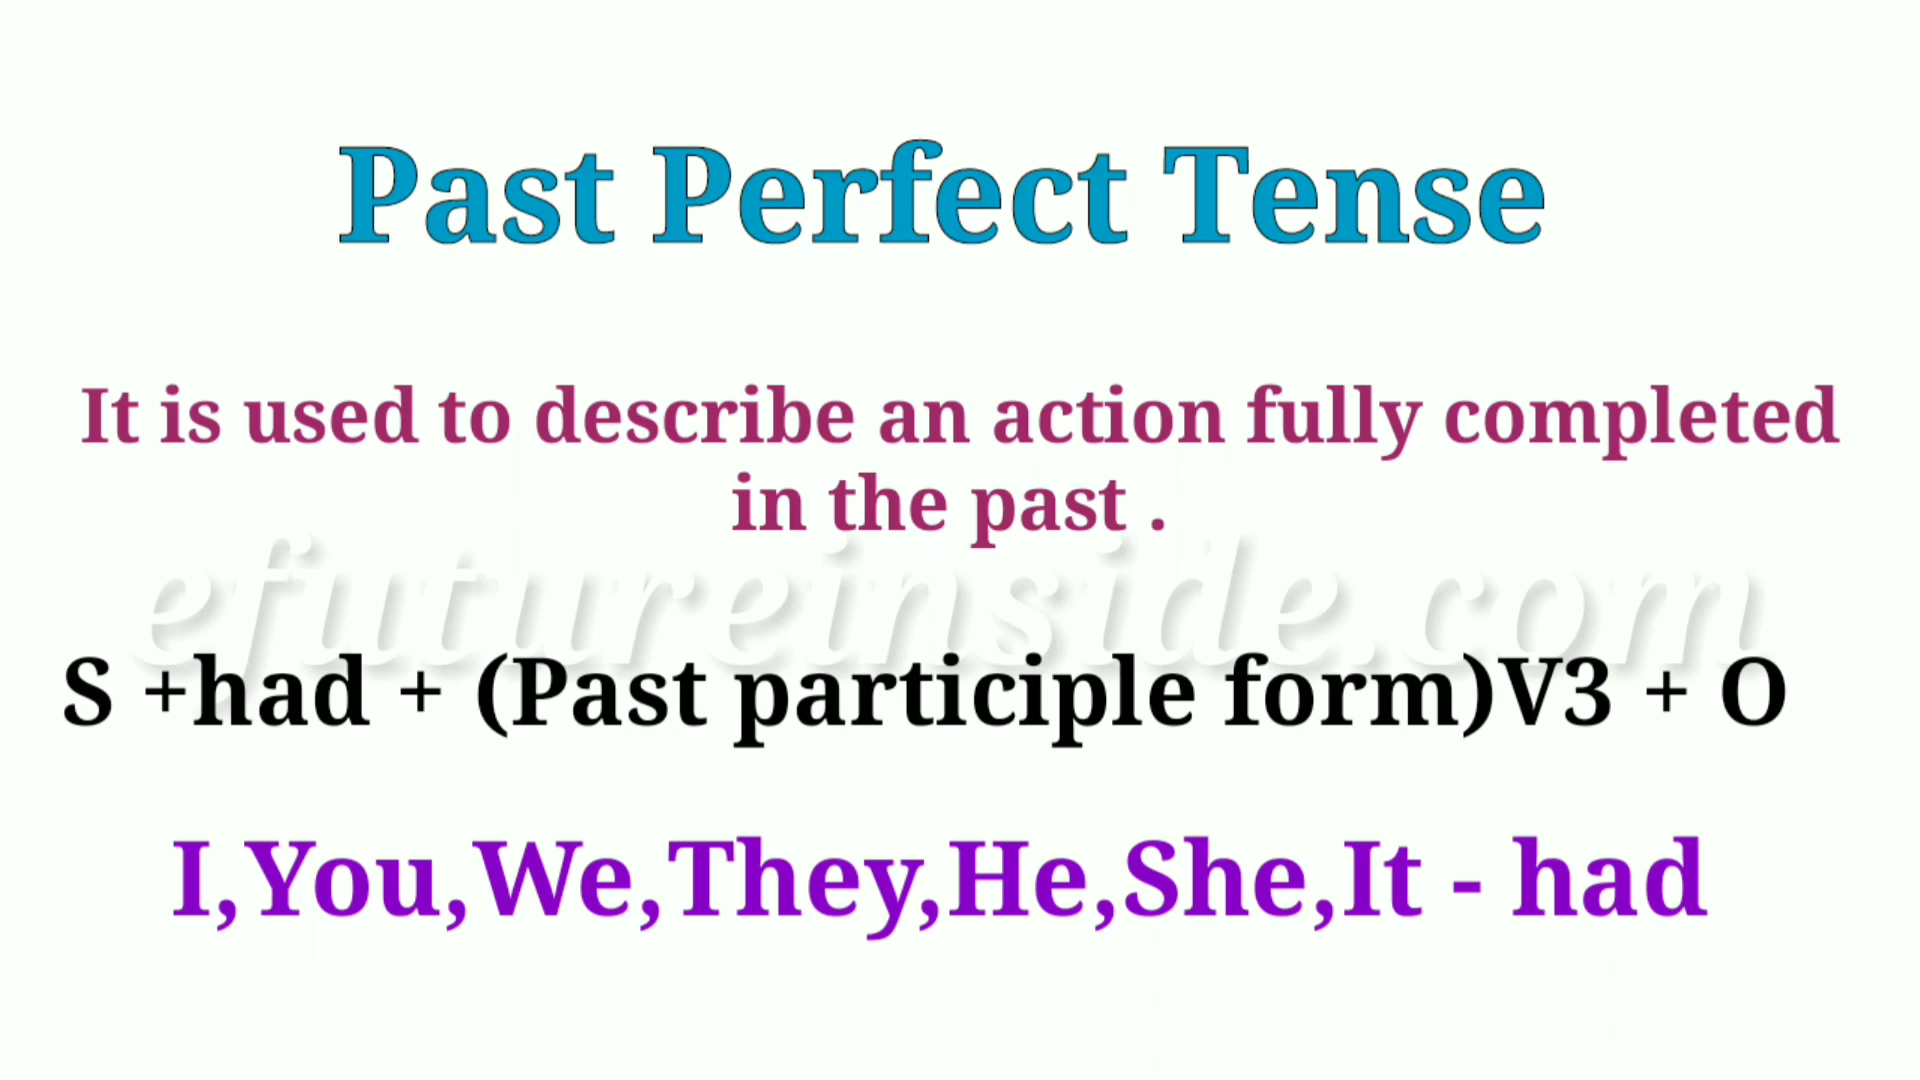 Past Perfect Tense
It is used to describe an action fully completed
in the past .
efutureinside.com
S +had + (Past participle form)V3 + O
I,You,We,They,He,She,It - had